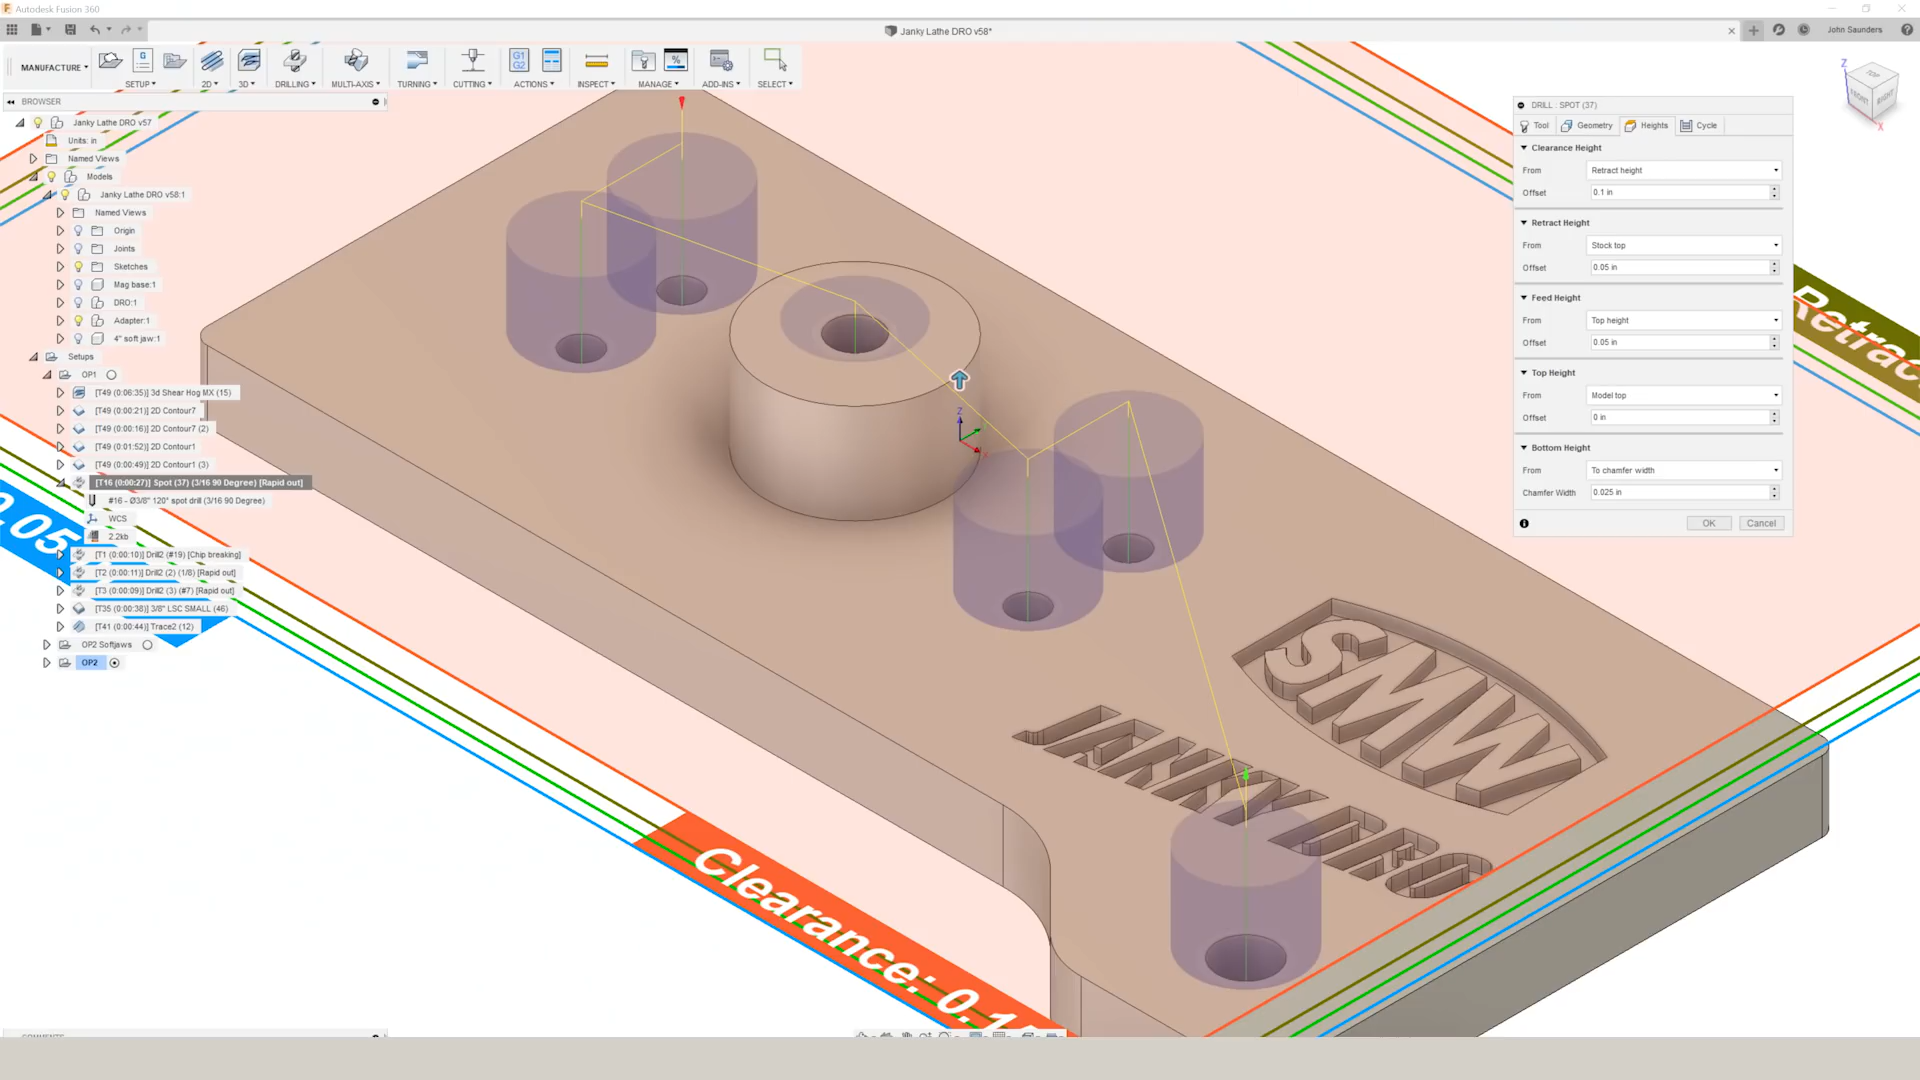 Autodesk Fusion 360
Janky Lathe DRO v58*
John Saunders
MANUFACTURE
SETUP
2D
3D
DRILLING
MULTI-AXIS
TURNING
CUTTING
ACTIONS
INSPECT
MANAGE
ADD-INS
SELECT
G
G1
G2
BROWSER
Janky Lathe DRO v57
Units: in
Named Views
Models
Janky Lathe DRO v58:1
Named Views
Origin
Joints
Sketches
Mag base:1
DRO:1
Adapter:1
4" soft jaw:1
Setups
OP1
[T49 (0:06:35)] 3d Shear Hog MX (15)
[T49 (0:00:21)] 2D Contour7
[T49 (0:00:16)] 2D Contour7 (2)
[T49 (0:01:52)] 2D Contour1
[T49 (0:00:49)] 2D Contour1 (3)
[T16 (0:00:27)] Spot (37) (3/16 90 Degree) [Rapid out]
#16 - Ø3/8" 120° spot drill (3/16 90 Degree)
WCS
2.2kb
[T1 (0:00:10)] Drill2 (#19) [Chip breaking]
[T2 (0:00:11)] Drill2 (2) (1/8) [Rapid out]
[T3 (0:00:09)] Drill2 (3) (#7) [Rapid out]
[T35 (0:00:38)] 3/8" LSC SMALL (46)
[T41 (0:00:44)] Trace2 (12)
OP2 Softjaws
OP2
0.05
Clearance: 0.1
Retrac
Z
X
SMW
JANKY DRO
TOP
FRONT
RIGHT
Z
X
DRILL : SPOT (37)
Tool
Geometry
Heights
Cycle
Clearance Height
From
Retract height
Offset
0.1 in
Retract Height
From
Stock top
Offset
0.05 in
Feed Height
From
Top height
Offset
0.05 in
Top Height
From
Model top
Offset
0 in
Bottom Height
From
To chamfer width
Chamfer Width
0.025 in
OK
Cancel